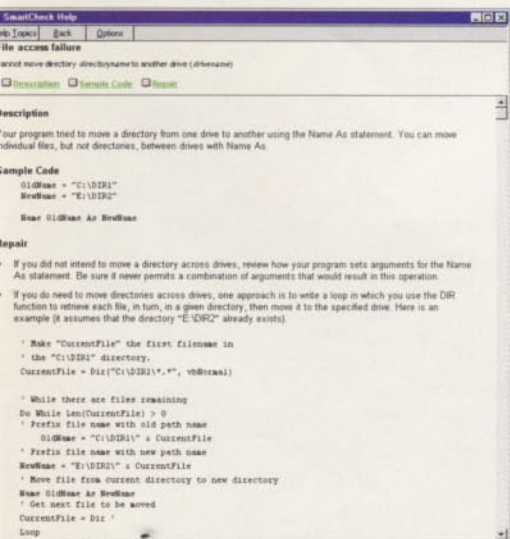 SmartCheck Help
lp Topics Back Options
ile access failure
annot move directory directoryname to another drive (drivename)
Description Sample Code Repair
Description
Your program tried to move a directory from one drive to another using the Name As statement. You can move
individual files, but not directories, between drives with Name As.
Sample Code
OldName = "C:\DIR1"
NewName = "E:\DIR2"
Name OldName As NewName
Repair
If you did not intend to move a directory across drives, review how your program sets arguments for the Name
As statement. Be sure it never permits a combination of arguments that would result in this operation.
If you do need to move directories across drives, one approach is to write a loop in which you use the DIR
function to retrieve each file, in turn, in a given directory, then move it to the specified drive. Here is an
example (it assumes that the directory "E:\DIR2" already exists).
' Make "CurrentFile" the first filename in
' the "C:\DIR1" directory.
CurrentFile = Dir("C:\DIR1\*.*", vbNormal)
' While there are files remaining
Do While Len(CurrentFile) > 0
' Prefix file name with old path name
OldName = "C:\DIR1\" & CurrentFile
' Prefix file name with new path name
NewName = "E:\DIR2\" & CurrentFile
' Move file from current directory to new directory
Name OldName As NewName
' Get next file to be moved
CurrentFile = Dir '
Loop